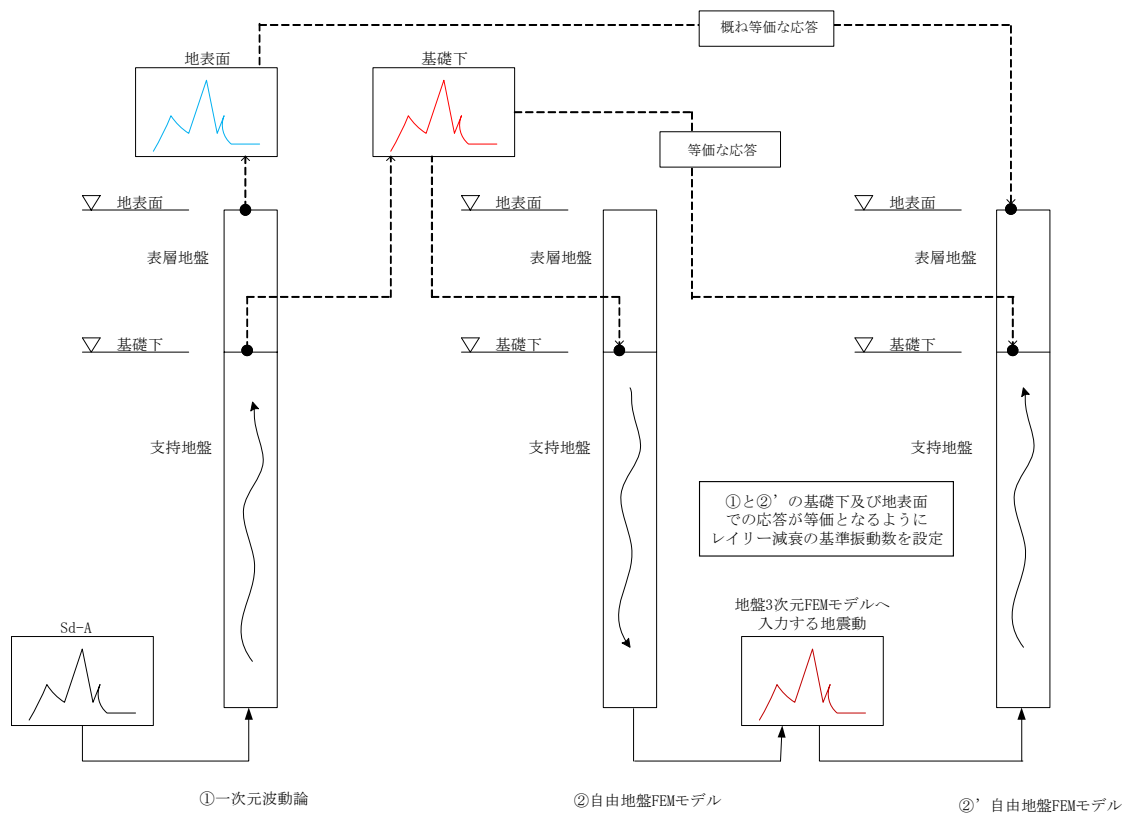 概ね等価な応答
地表面
基礎下
等価な応答
地表面
地表面
地表面
表層地盤
表層地盤
表層地盤
基礎下
基礎下
基礎下
支持地盤
支持地盤
支持地盤
①と②’の基礎下及び地表面
での応答が等価となるように
レイリー減衰の基準振動数を設定
Sd-A
地盤3次元FEMモデルへ
入力する地震動
①一次元波動論
②自由地盤FEMモデル
②’自由地盤FEMモデル